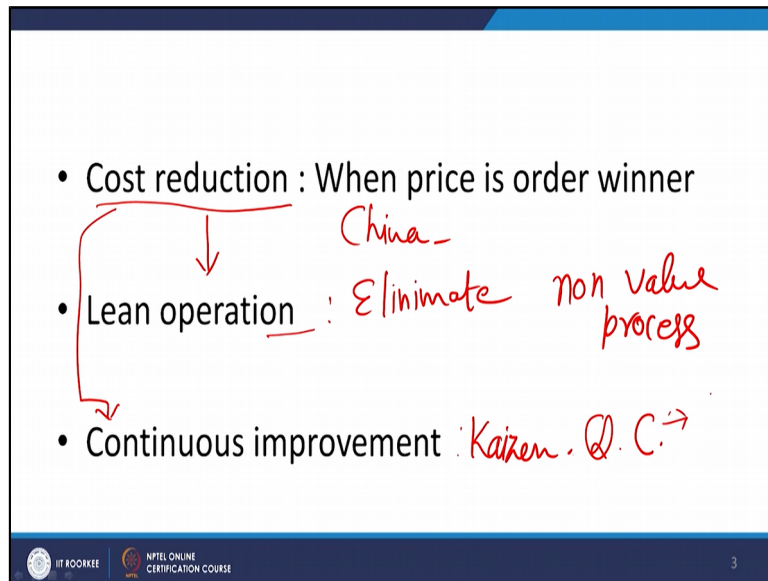 • Cost reduction : When price is order winner
China -
• Lean operation : Elinimate non value
process
• Continuous improvement : Kaizen. Q. C. →
IIT ROORKEE
NPTEL ONLINE
CERTIFICATION COURSE
3